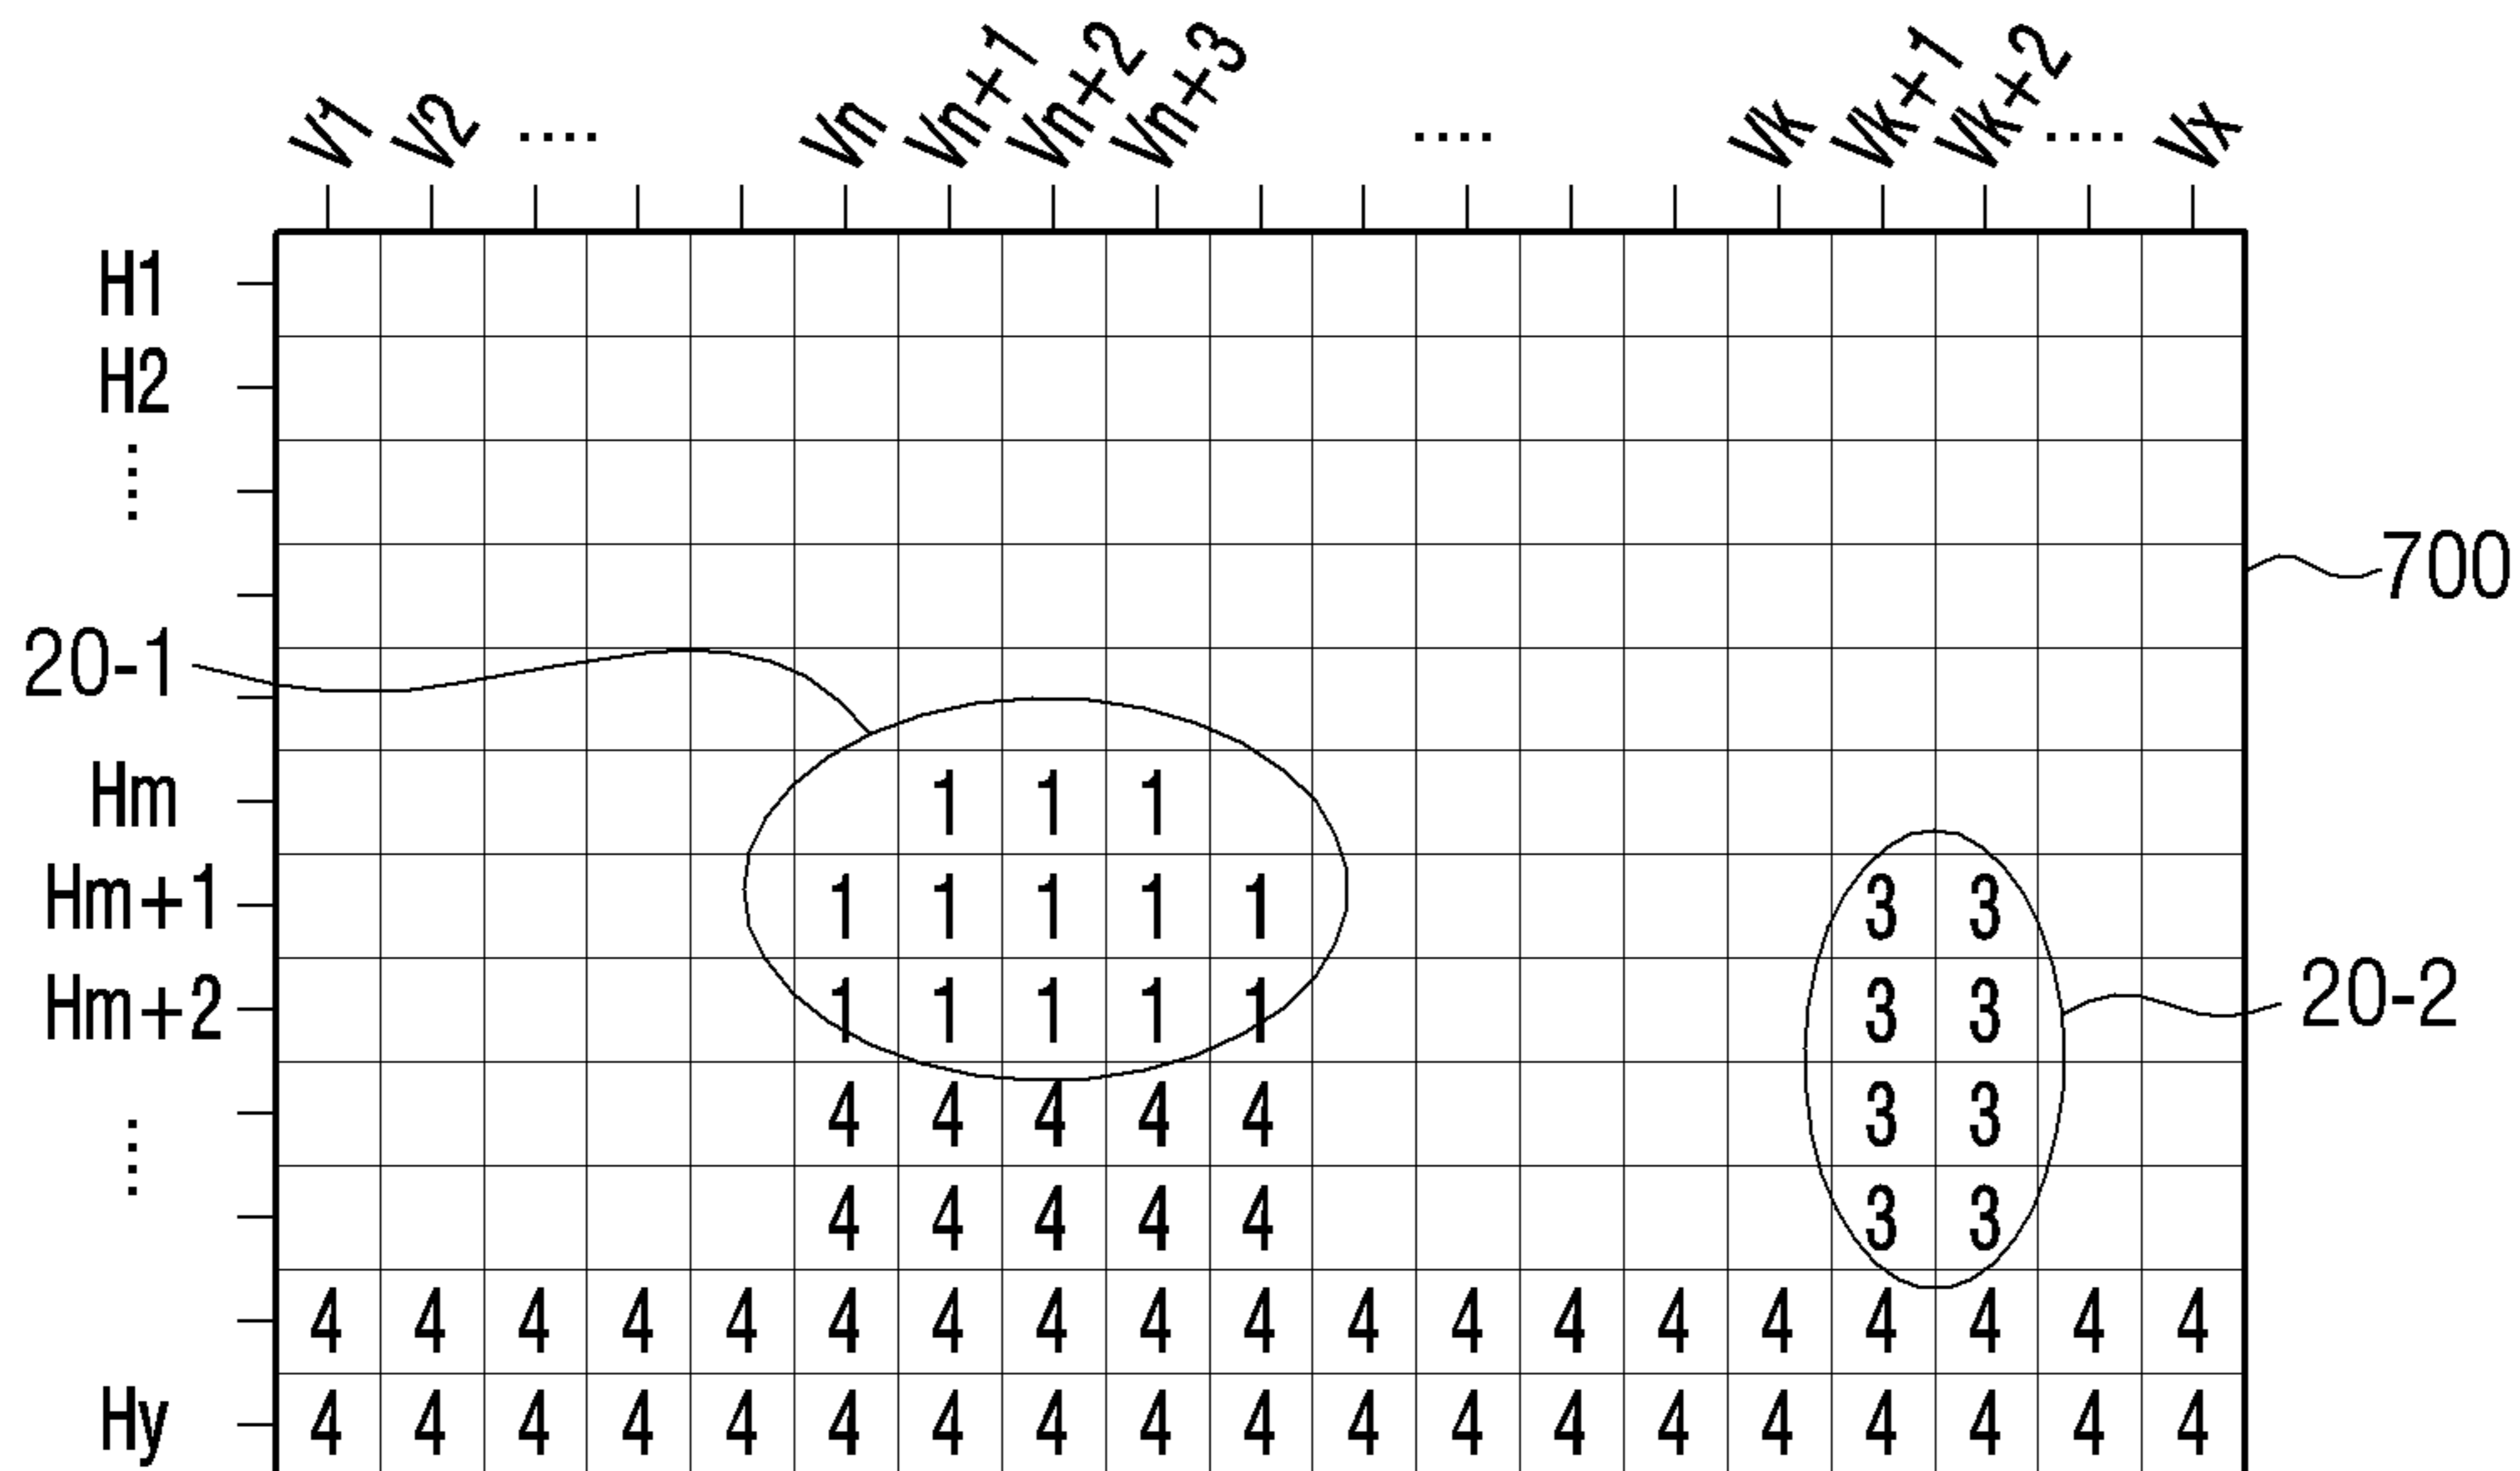 V1 V2 .... Vn Vn+1 Vn+2 Vn+3 .... Vk Vk+1 Vk+2 .... Vx
H1
H2
....
700
20-1
Hm 1 1 1
Hm+1 1 1 1 1 1 3 3
Hm+2 1 1 1 1 1 3 3
20-2
4 4 4 4 4 3 3
....
4 4 4 4 4 3 3
4 4 4 4 4 4 4 4 4 4 4 4 4 4 4 4 4 4 4
Hy 4 4 4 4 4 4 4 4 4 4 4 4 4 4 4 4 4 4 4